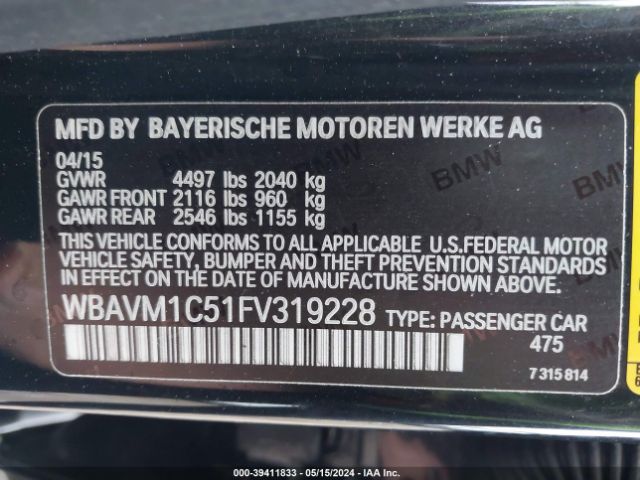 MFD BY BAYERISCHE MOTOREN WERKE AG
04/15
GVWR 4497 lbs 2040 kg
GAWR FRONT 2116 lbs 960 kg
GAWR REAR 2546 lbs 1155 kg
THIS VEHICLE CONFORMS TO ALL APPLICABLE U.S.FEDERAL MOTOR
VEHICLE SAFETY, BUMPER AND THEFT PREVENTION STANDARDS
IN EFFECT ON THE DATE OF MANUFACTURE SHOWN ABOVE.
WBAVM1C51FV319228 TYPE: PASSENGER CAR
475
7 315 814
BMW
BMW
BMW
000-39411833 - 05/15/2024 - IAA Inc.